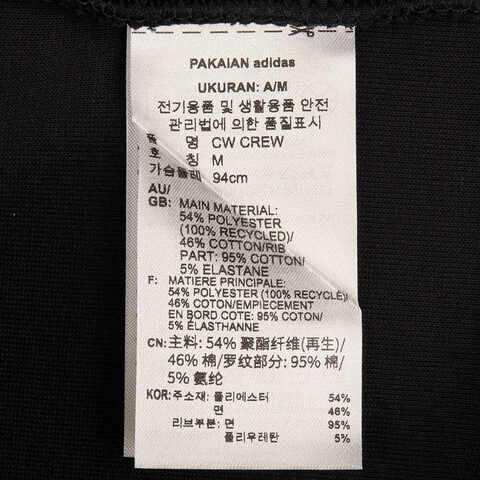 PAKAIAN adidas
UKURAN: A/M
전기용품 및 생활용품 안전
관리법에 의한 품질표시
품 명 CW CREW
호 칭 M
가슴둘레 94cm
AU/
GB: MAIN MATERIAL:
54% POLYESTER
(100% RECYCLED)/
46% COTTON/RIB
PART: 95% COTTON/
5% ELASTANE
F: MATIERE PRINCIPALE:
54% POLYESTER (100% RECYCLE)/
46% COTON/EMPIECEMENT
EN BORD COTE: 95% COTON/
5% ÉLASTHANNE
CN: 主料: 54% 聚酯纤维(再生)/
46% 棉/罗纹部分: 95% 棉/
5% 氨纶
KOR: 주소재: 폴리에스터 54%
면 46%
리브부분: 면 95%
폴리우레탄 5%